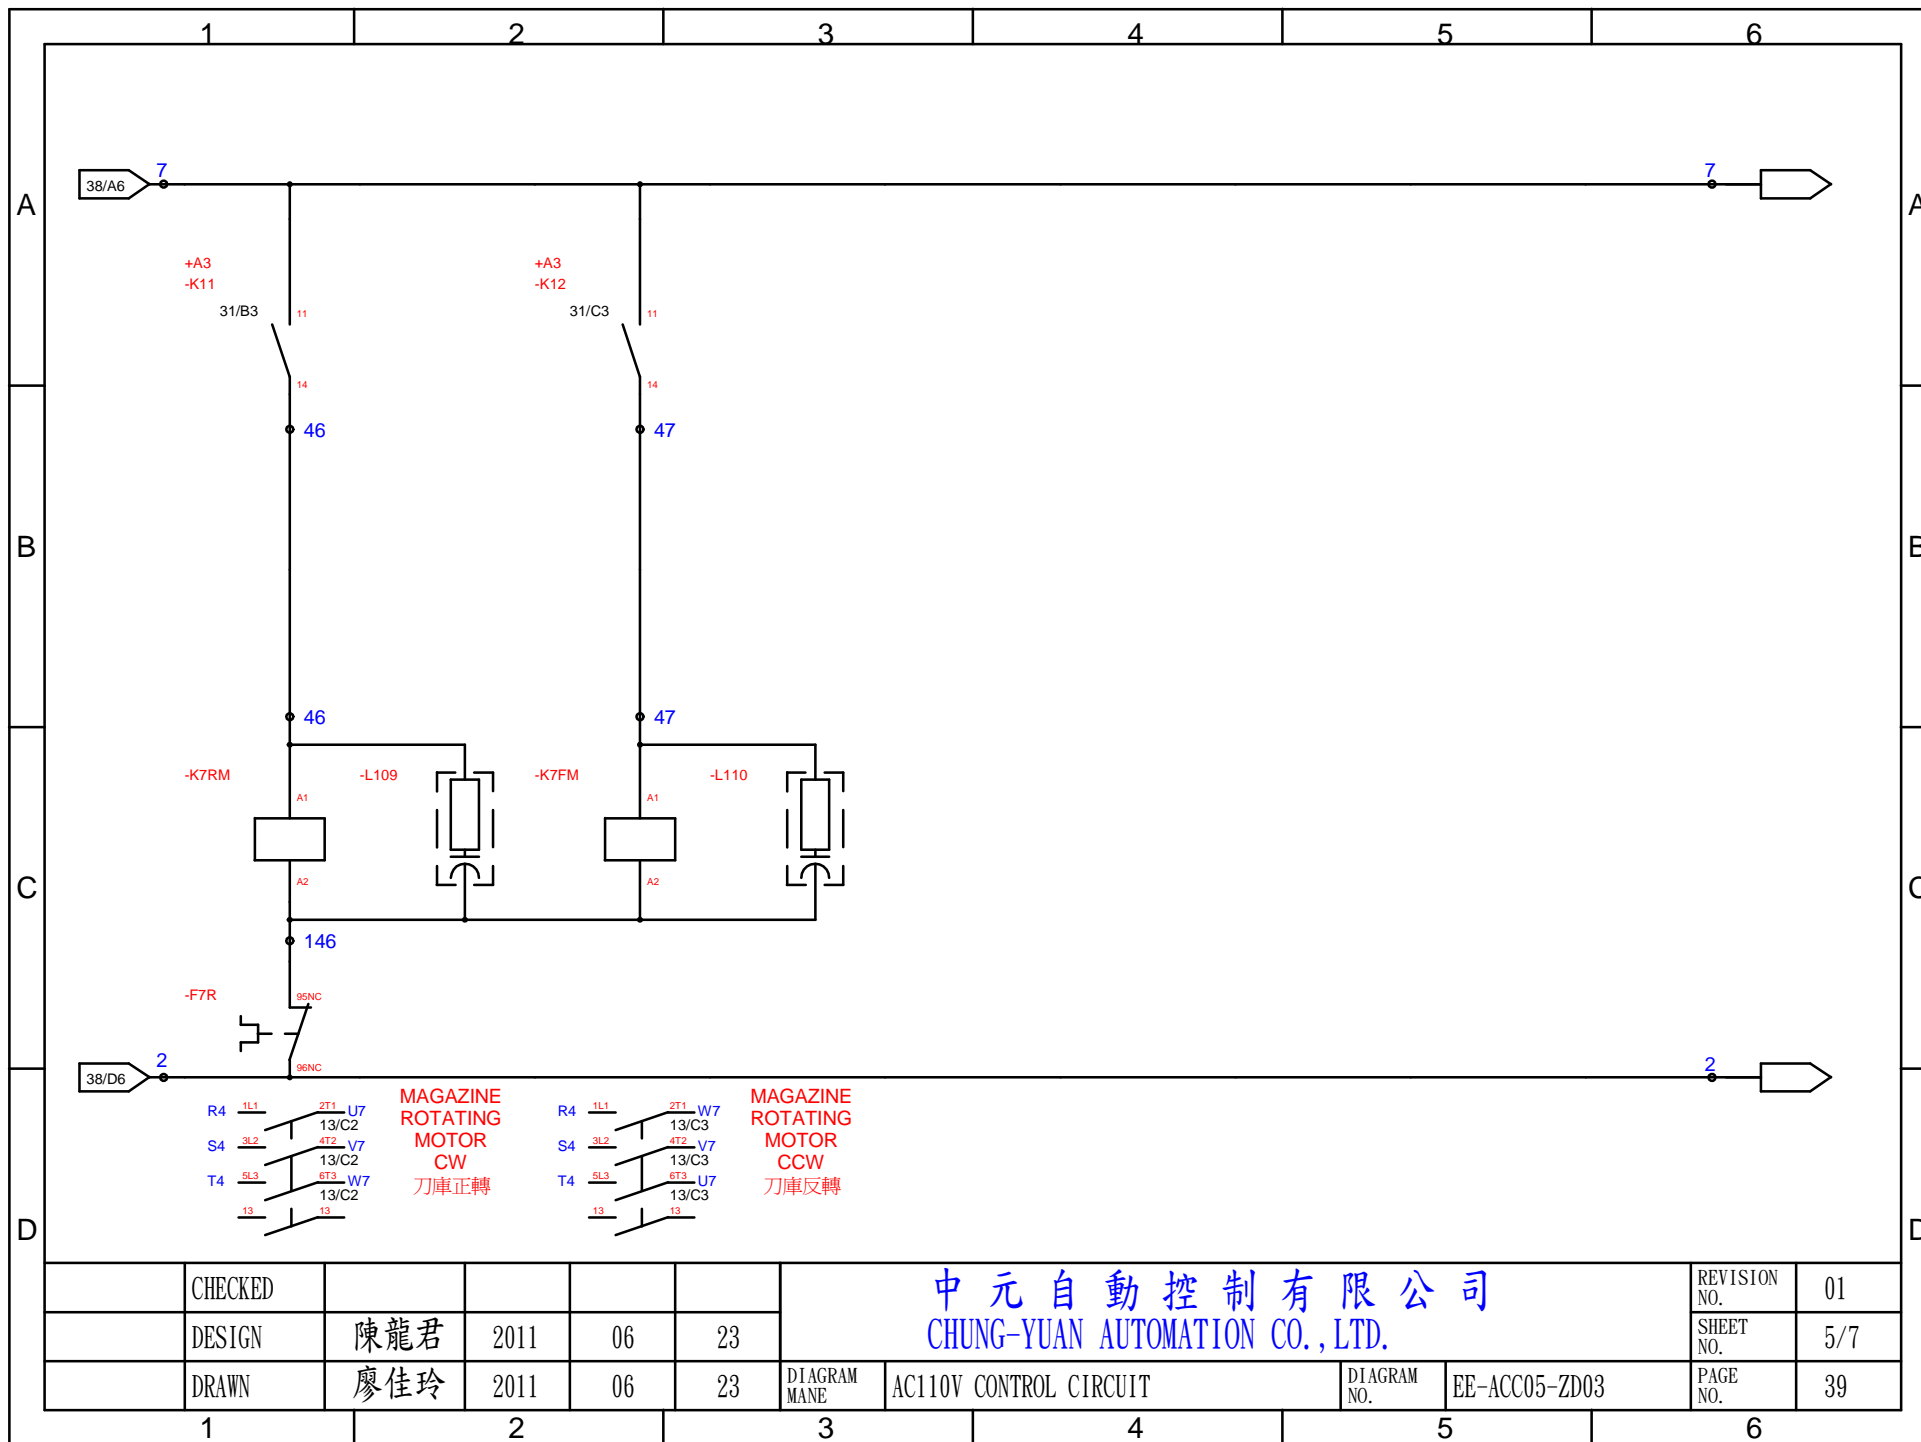 1 2 3 4 5 6
A A
38/A6 7 7
+A3 +A3
-K11 -K12
31/B3 11 31/C3 11
14 14
46 47
B B
46 47
-K7RM -L109 -K7FM -L110
A1 A1
C C
A2 A2
146
-F7R 95NC
96NC
38/D6 2 2
R4 1L1 2T1 U7
13/C2
S4 3L2 4T2 V7
13/C2
T4 5L3 6T3 W7
13/C2
13 13
MAGAZINE
ROTATING
MOTOR
CW
刀庫正轉
R4 1L1 2T1 W7
13/C3
S4 3L2 4T2 V7
13/C3
T4 5L3 6T3 U7
13/C3
13 13
MAGAZINE
ROTATING
MOTOR
CCW
刀庫反轉
D D
CHECKED
DESIGN 陳龍君 2011 06 23
DRAWN 廖佳玲 2011 06 23
中元自動控制有限公司
CHUNG-YUAN AUTOMATION CO.,LTD.
DIAGRAM
MANE
AC110V CONTROL CIRCUIT
DIAGRAM
NO.
EE-ACC05-ZD03
REVISION
NO.
01
SHEET
NO.
5/7
PAGE
NO.
39
1 2 3 4 5 6